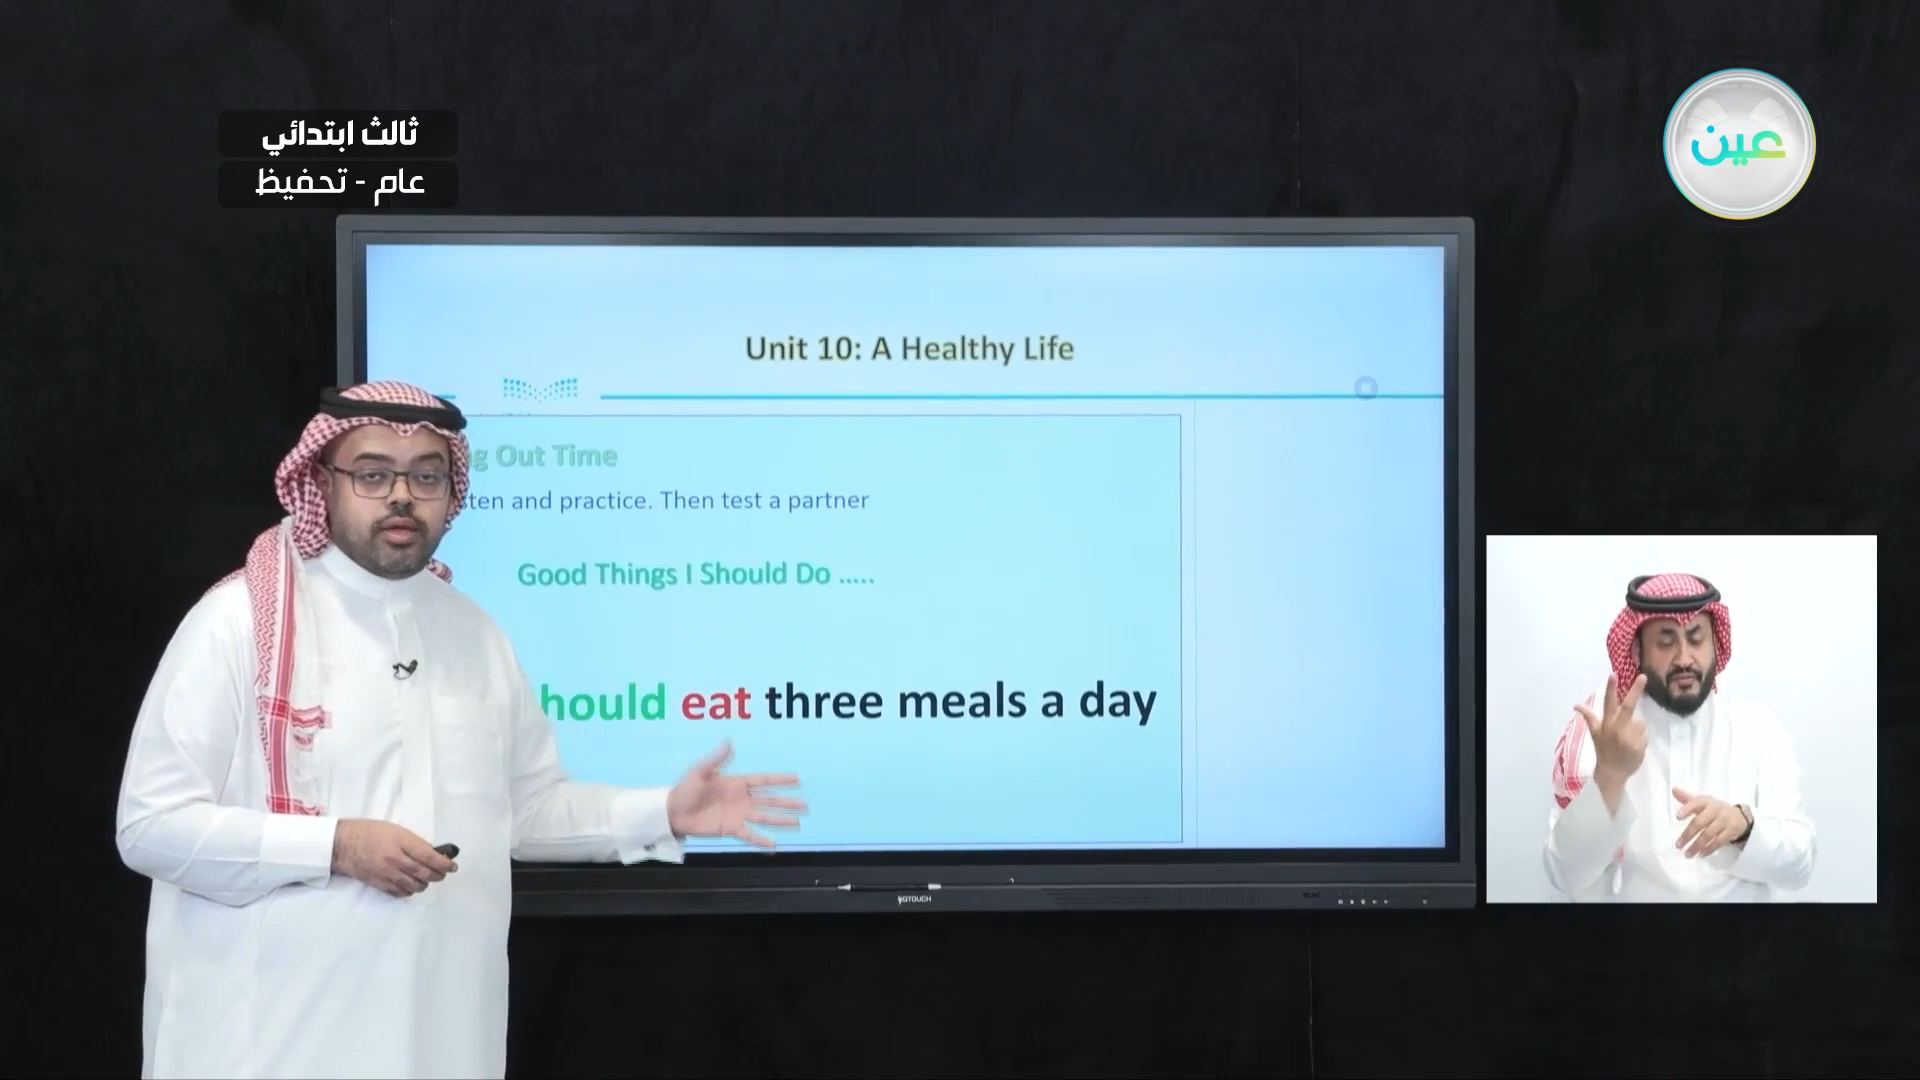 ثالث ابتدائي
عام - تحفيظ
عين
Unit 10: A Healthy Life
Out Time
and practice. Then test a partner
Good Things I Should Do .....
hould eat three meals a day